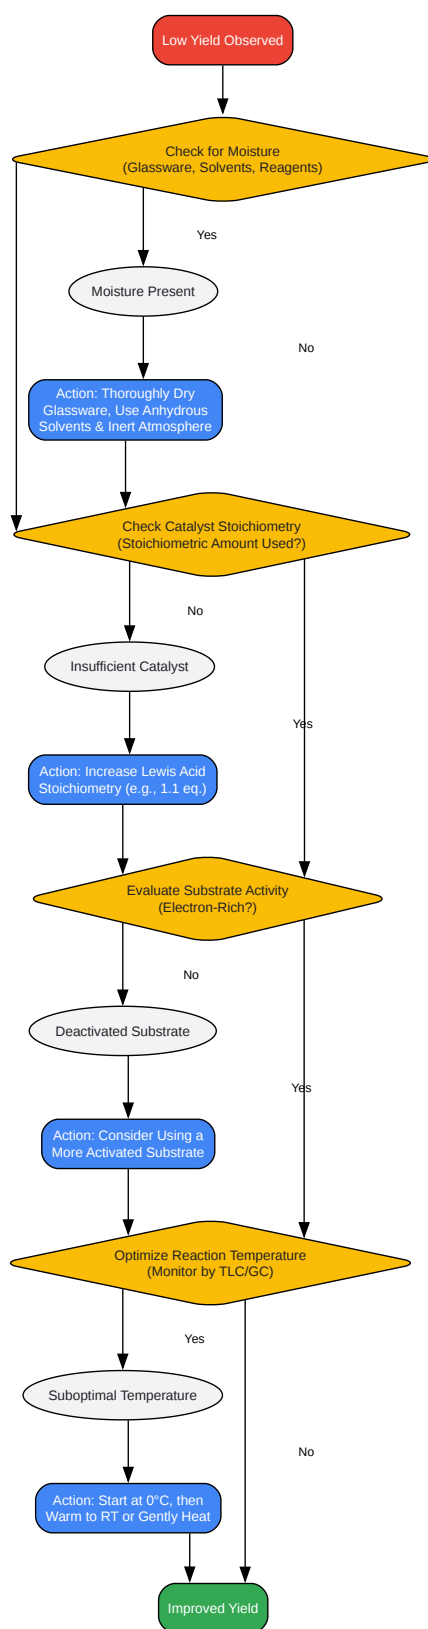 Low Yield Observed
Check for Moisture
(Glassware, Solvents, Reagents)
Yes
Moisture Present
No
Action: Thoroughly Dry
Glassware, Use Anhydrous
Solvents & Inert Atmosphere
Check Catalyst Stoichiometry
(Stoichiometric Amount Used?)
No
Insufficient Catalyst
Yes
Action: Increase Lewis Acid
Stoichiometry (e.g., 1.1 eq.)
Evaluate Substrate Activity
(Electron-Rich?)
No
Deactivated Substrate
Yes
Action: Consider Using a
More Activated Substrate
Optimize Reaction Temperature
(Monitor by TLC/GC)
Yes
Suboptimal Temperature
No
Action: Start at 0°C, then
Warm to RT or Gently Heat
Improved Yield